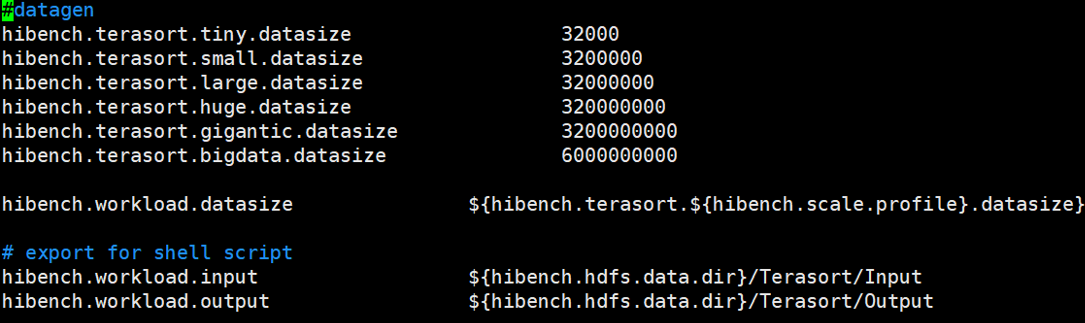 #datagen
hibench.terasort.tiny.datasize 32000
hibench.terasort.small.datasize 3200000
hibench.terasort.large.datasize 32000000
hibench.terasort.huge.datasize 320000000
hibench.terasort.gigantic.datasize 3200000000
hibench.terasort.bigdata.datasize 6000000000
hibench.workload.datasize ${hibench.terasort.${hibench.scale.profile}.datasize}
# export for shell script
hibench.workload.input ${hibench.hdfs.data.dir}/Terasort/Input
hibench.workload.output ${hibench.hdfs.data.dir}/Terasort/Output